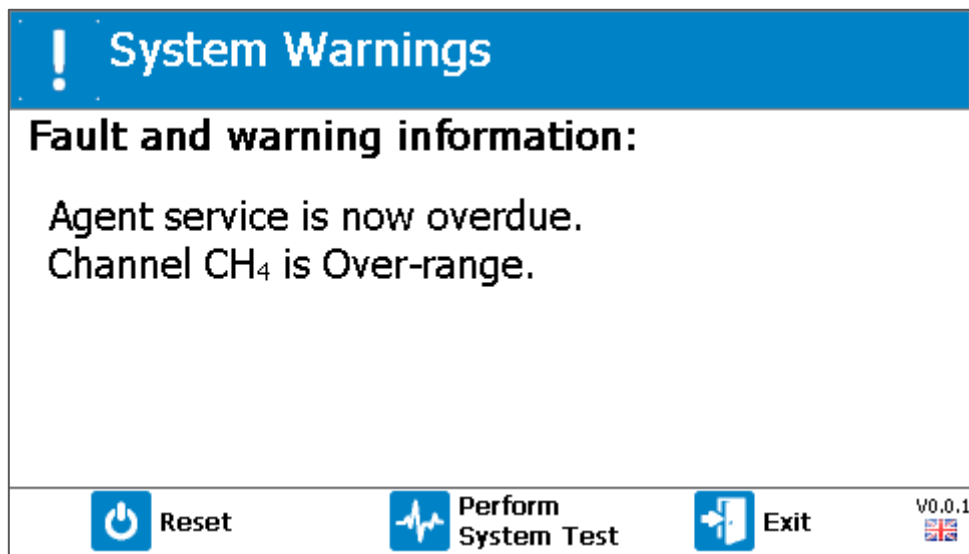 System Warnings
Fault and warning information:
Agent service is now overdue.
Channel CH₄ is Over-range.
Reset
Perform
System Test
Exit
V0.0.1